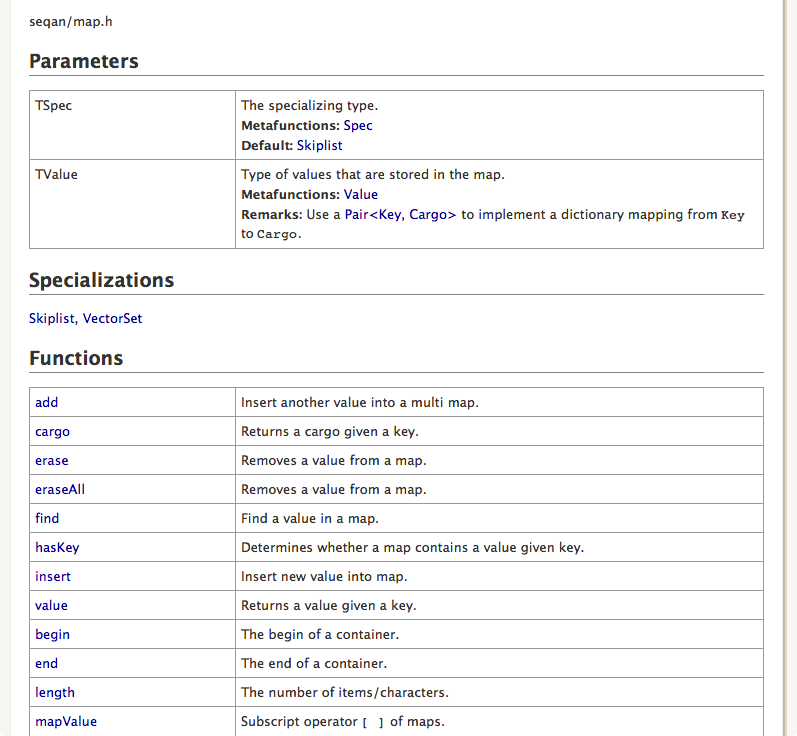 seqan/map.h
Parameters
TSpec
The specializing type.
Metafunctions: Spec
Default: Skiplist
TValue
Type of values that are stored in the map.
Metafunctions: Value
Remarks: Use a Pair<Key, Cargo> to implement a dictionary mapping from Key
to Cargo.
Specializations
Skiplist, VectorSet
Functions
add Insert another value into a multi map.
cargo Returns a cargo given a key.
erase Removes a value from a map.
eraseAll Removes a value from a map.
find Find a value in a map.
hasKey Determines whether a map contains a value given key.
insert Insert new value into map.
value Returns a value given a key.
begin The begin of a container.
end The end of a container.
length The number of items/characters.
mapValue Subscript operator [ ] of maps.